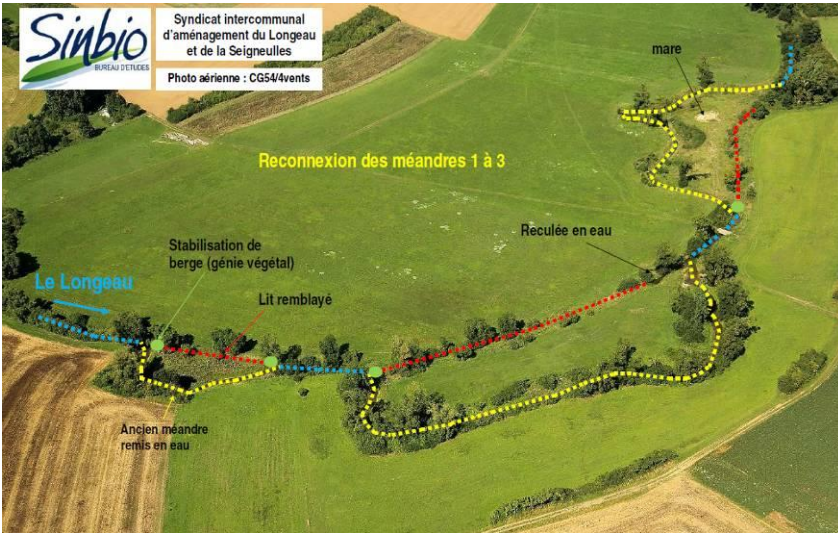 Sinbio
BUREAU D'ETUDES
Syndicat intercommunal
d'aménagement du Longeau
et de la Seigneulles
Photo aérienne : CG54/4vents
mare
Reconnexion des méandres 1 à 3
Reculée en eau
Stabilisation de
berge (génie végétal)
Le Longeau
Lit remblayé
Ancien méandre
remis en eau